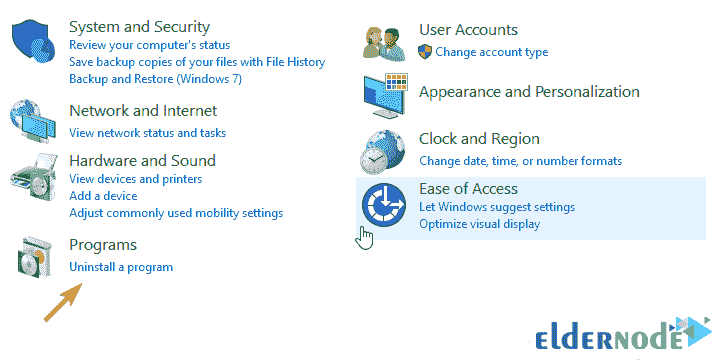 System and Security
Review your computer's status
Save backup copies of your files with File History
Backup and Restore (Windows 7)
Network and Internet
View network status and tasks
Hardware and Sound
View devices and printers
Add a device
Adjust commonly used mobility settings
Programs
Uninstall a program
User Accounts
Change account type
Appearance and Personalization
Clock and Region
Change date, time, or number formats
Ease of Access
Let Windows suggest settings
Optimize visual display
eldernode